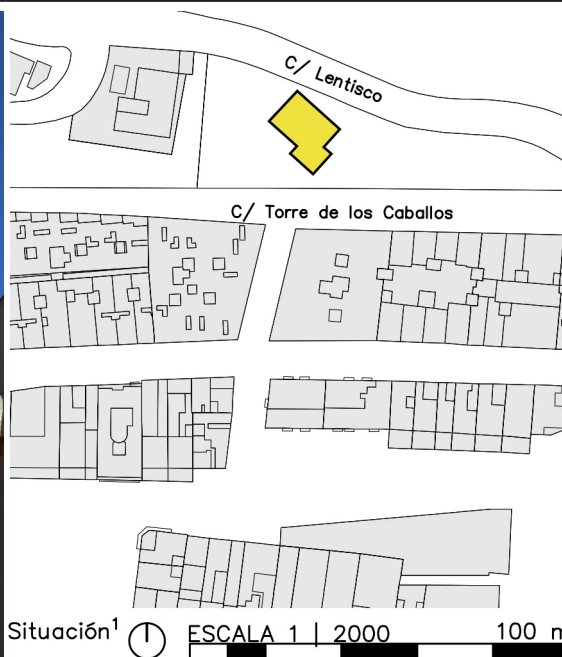 C/ Lentisco
C/ Torre de los Caballos
Situación¹ ESCALA 1 | 2000 100 m